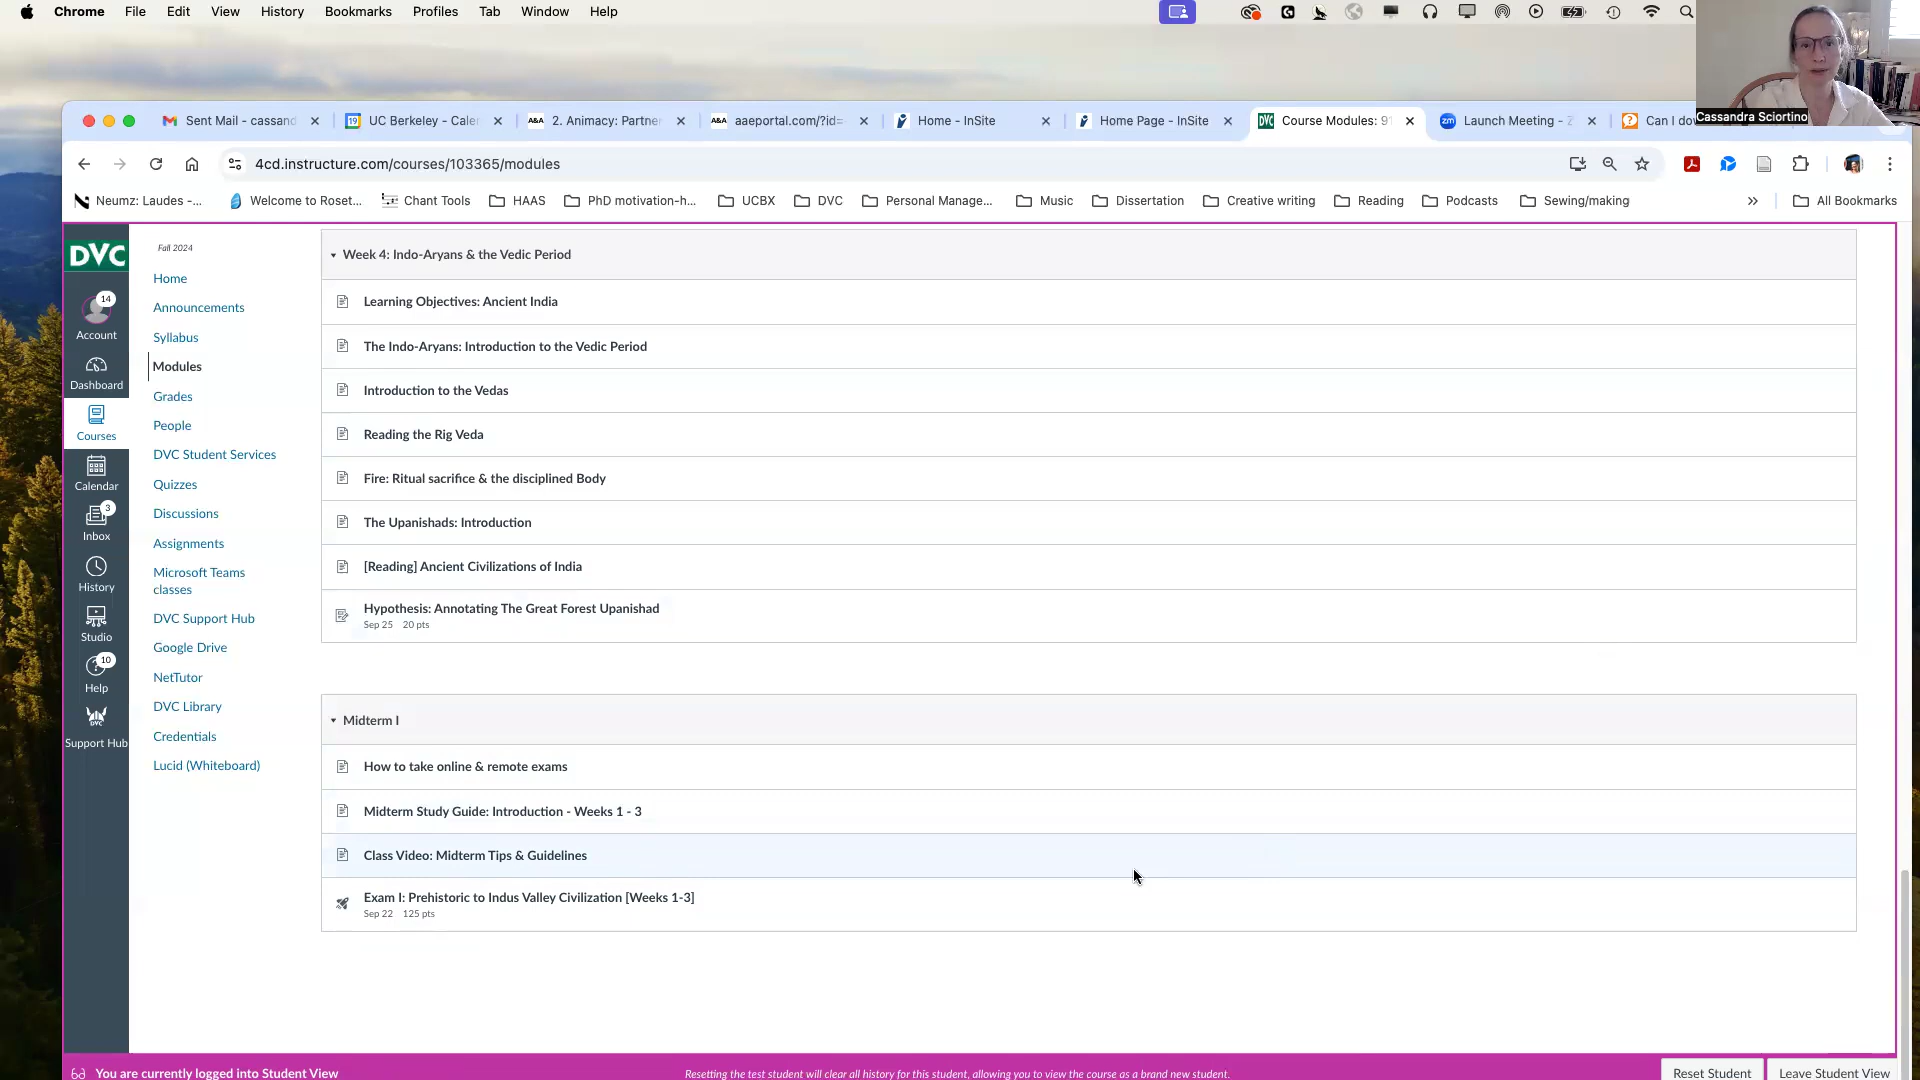 Chrome File Edit View History Bookmarks Profiles Tab Window Help
Cassandra Sciortino
Sent Mail - cassand
19 UC Berkeley - Caler
A&A 2. Animacy: Partner
A&A aaeportal.com/?id=
Home - InSite
Home Page - InSite
DVC Course Modules: 91
zm Launch Meeting - Z
Can I do
4cd.instructure.com/courses/103365/modules
Neumz: Laudes -...
Welcome to Roset...
Chant Tools
HAAS
PhD motivation-h...
UCBX
DVC
Personal Manage...
Music
Dissertation
Creative writing
Reading
Podcasts
Sewing/making
All Bookmarks
DVC
14
Account
Dashboard
Courses
Calendar
3
Inbox
History
Studio
10
Help
DVC
Support Hub
Fall 2024
Home
Announcements
Syllabus
Modules
Grades
People
DVC Student Services
Quizzes
Discussions
Assignments
Microsoft Teams
classes
DVC Support Hub
Google Drive
NetTutor
DVC Library
Credentials
Lucid (Whiteboard)
Week 4: Indo-Aryans & the Vedic Period
Learning Objectives: Ancient India
The Indo-Aryans: Introduction to the Vedic Period
Introduction to the Vedas
Reading the Rig Veda
Fire: Ritual sacrifice & the disciplined Body
The Upanishads: Introduction
[Reading] Ancient Civilizations of India
Hypothesis: Annotating The Great Forest Upanishad
Sep 25 20 pts
Midterm I
How to take online & remote exams
Midterm Study Guide: Introduction - Weeks 1 - 3
Class Video: Midterm Tips & Guidelines
Exam I: Prehistoric to Indus Valley Civilization [Weeks 1-3]
Sep 22 125 pts
You are currently logged into Student View
Resetting the test student will clear all history for this student, allowing you to view the course as a brand new student.
Reset Student
Leave Student View